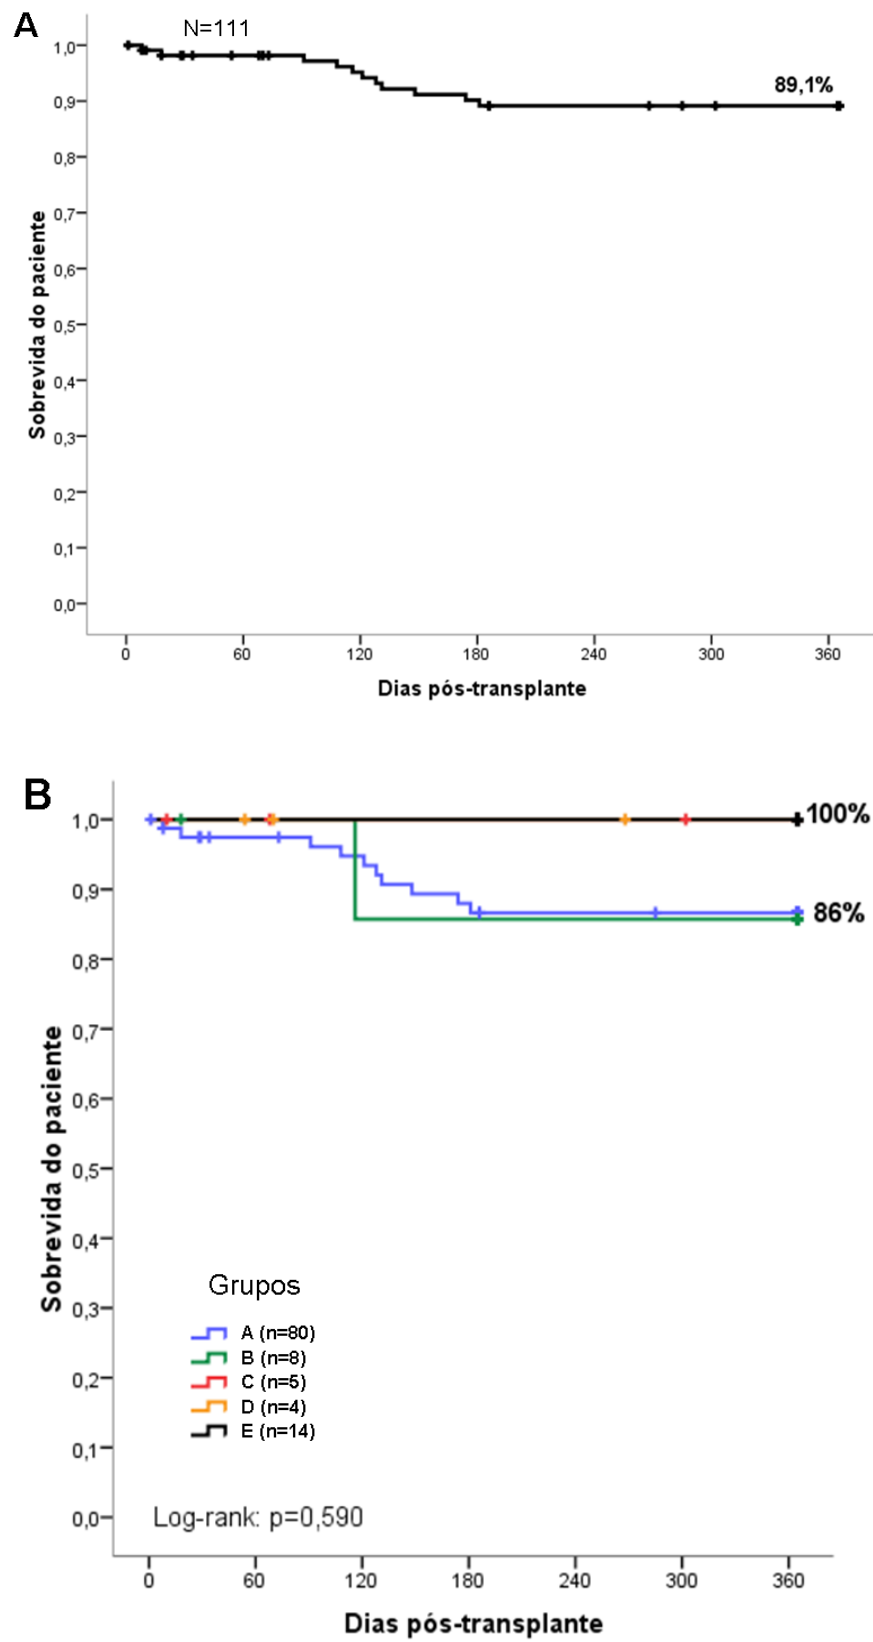 A
N=111
89,1%
1,0
0,9
0,8
0,7
0,6
0,5
0,4
0,3
0,2
0,1
0,0
Sobrevida do paciente
0 60 120 180 240 300 360
Dias pós-transplante
B
100%
86%
1,0
0,9
0,8
0,7
0,6
0,5
0,4
0,3
0,2
0,1
0,0
Sobrevida do paciente
Grupos
A (n=80)
B (n=8)
C (n=5)
D (n=4)
E (n=14)
Log-rank: p=0,590
0 60 120 180 240 300 360
Dias pós-transplante